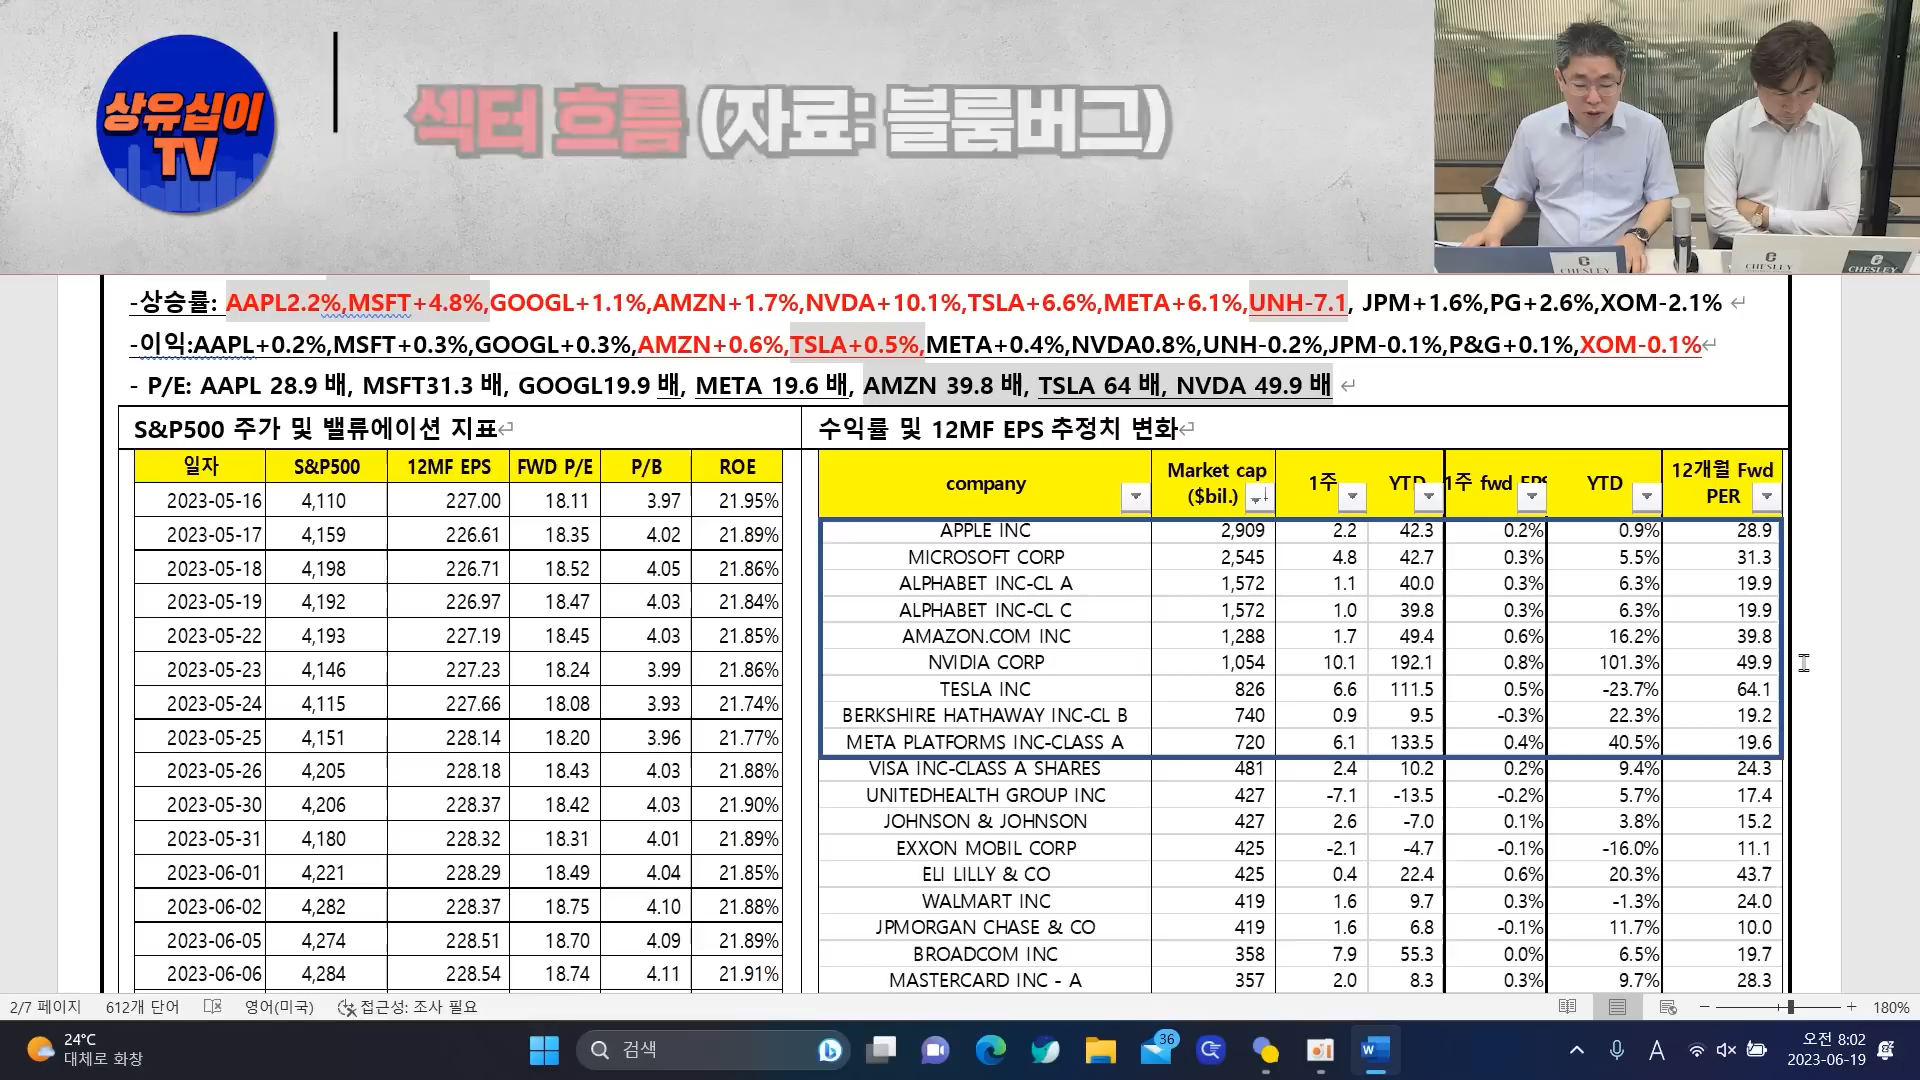 상유십이
TV
섹터 흐름 (자료: 블룸버그)
CHESLEY
CHESLEY
-상승률: AAPL2.2%,MSFT+4.8%,GOOGL+1.1%,AMZN+1.7%,NVDA+10.1%,TSLA+6.6%,META+6.1%,UNH-7.1, JPM+1.6%,PG+2.6%,XOM-2.1%
-이익:AAPL+0.2%,MSFT+0.3%,GOOGL+0.3%,AMZN+0.6%,TSLA+0.5%,META+0.4%,NVDA0.8%,UNH-0.2%,JPM-0.1%,P&G+0.1%,XOM-0.1%
- P/E: AAPL 28.9 배, MSFT31.3 배, GOOGL19.9 배, META 19.6 배, AMZN 39.8 배, TSLA 64 배, NVDA 49.9 배
S&P500 주가 및 밸류에이션 지표
일자 S&P500 12MF EPS FWD P/E P/B ROE
2023-05-16 4,110 227.00 18.11 3.97 21.95%
2023-05-17 4,159 226.61 18.35 4.02 21.89%
2023-05-18 4,198 226.71 18.52 4.05 21.86%
2023-05-19 4,192 226.97 18.47 4.03 21.84%
2023-05-22 4,193 227.19 18.45 4.03 21.85%
2023-05-23 4,146 227.23 18.24 3.99 21.86%
2023-05-24 4,115 227.66 18.08 3.93 21.74%
2023-05-25 4,151 228.14 18.20 3.96 21.77%
2023-05-26 4,205 228.18 18.43 4.03 21.88%
2023-05-30 4,206 228.37 18.42 4.03 21.90%
2023-05-31 4,180 228.32 18.31 4.01 21.89%
2023-06-01 4,221 228.29 18.49 4.04 21.85%
2023-06-02 4,282 228.37 18.75 4.10 21.88%
2023-06-05 4,274 228.51 18.70 4.09 21.89%
2023-06-06 4,284 228.54 18.74 4.11 21.91%
수익률 및 12MF EPS 추정치 변화
company Market cap ($bil.) 1주 YTD 1주 fwd EPS YTD 12개월 Fwd PER
APPLE INC 2,909 2.2 42.3 0.2% 0.9% 28.9
MICROSOFT CORP 2,545 4.8 42.7 0.3% 5.5% 31.3
ALPHABET INC-CL A 1,572 1.1 40.0 0.3% 6.3% 19.9
ALPHABET INC-CL C 1,572 1.0 39.8 0.3% 6.3% 19.9
AMAZON.COM INC 1,288 1.7 49.4 0.6% 16.2% 39.8
NVIDIA CORP 1,054 10.1 192.1 0.8% 101.3% 49.9
TESLA INC 826 6.6 111.5 0.5% -23.7% 64.1
BERKSHIRE HATHAWAY INC-CL B 740 0.9 9.5 -0.3% 22.3% 19.2
META PLATFORMS INC-CLASS A 720 6.1 133.5 0.4% 40.5% 19.6
VISA INC-CLASS A SHARES 481 2.4 10.2 0.2% 9.4% 24.3
UNITEDHEALTH GROUP INC 427 -7.1 -13.5 -0.2% 5.7% 17.4
JOHNSON & JOHNSON 427 2.6 -7.0 0.1% 3.8% 15.2
EXXON MOBIL CORP 425 -2.1 -4.7 -0.1% -16.0% 11.1
ELI LILLY & CO 425 0.4 22.4 0.6% 20.3% 43.7
WALMART INC 419 1.6 9.7 0.3% -1.3% 24.0
JPMORGAN CHASE & CO 419 1.6 6.8 -0.1% 11.7% 10.0
BROADCOM INC 358 7.9 55.3 0.0% 6.5% 19.7
MASTERCARD INC - A 357 2.0 8.3 0.3% 9.7% 28.3
2/7 페이지 612개 단어 영어(미국) 접근성: 조사 필요 180%
24°C
대체로 화창
검색
36
A
오전 8:02
2023-06-19